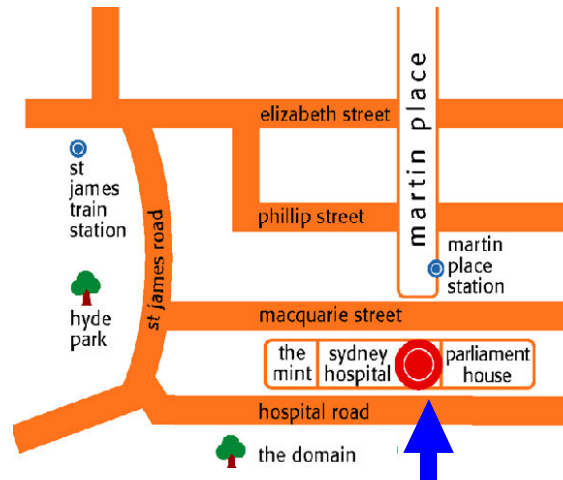 elizabeth street
martin place
st
james
train
station
phillip street
st james road
martin
place
station
hyde
park
macquarie street
the
mint
sydney
hospital
parliament
house
hospital road
the domain